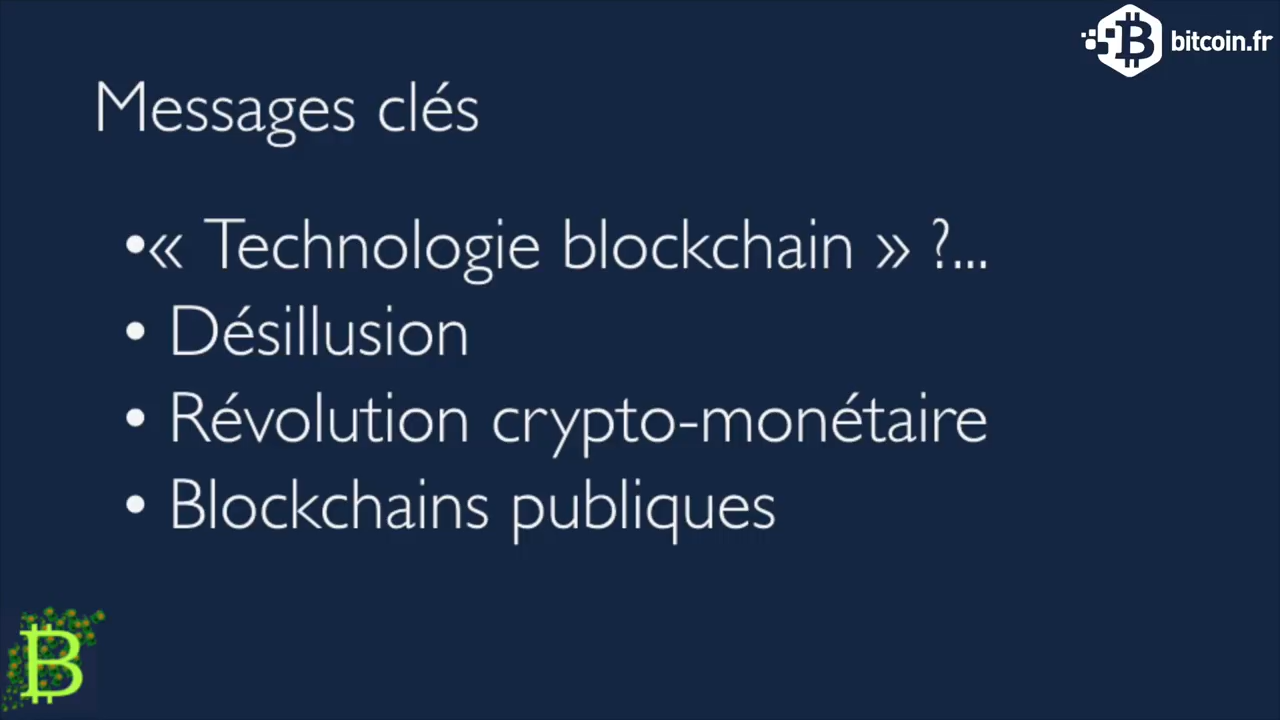 bitcoin.fr
Messages clés
•« Technologie blockchain » ?...
• Désillusion
• Révolution crypto-monétaire
• Blockchains publiques